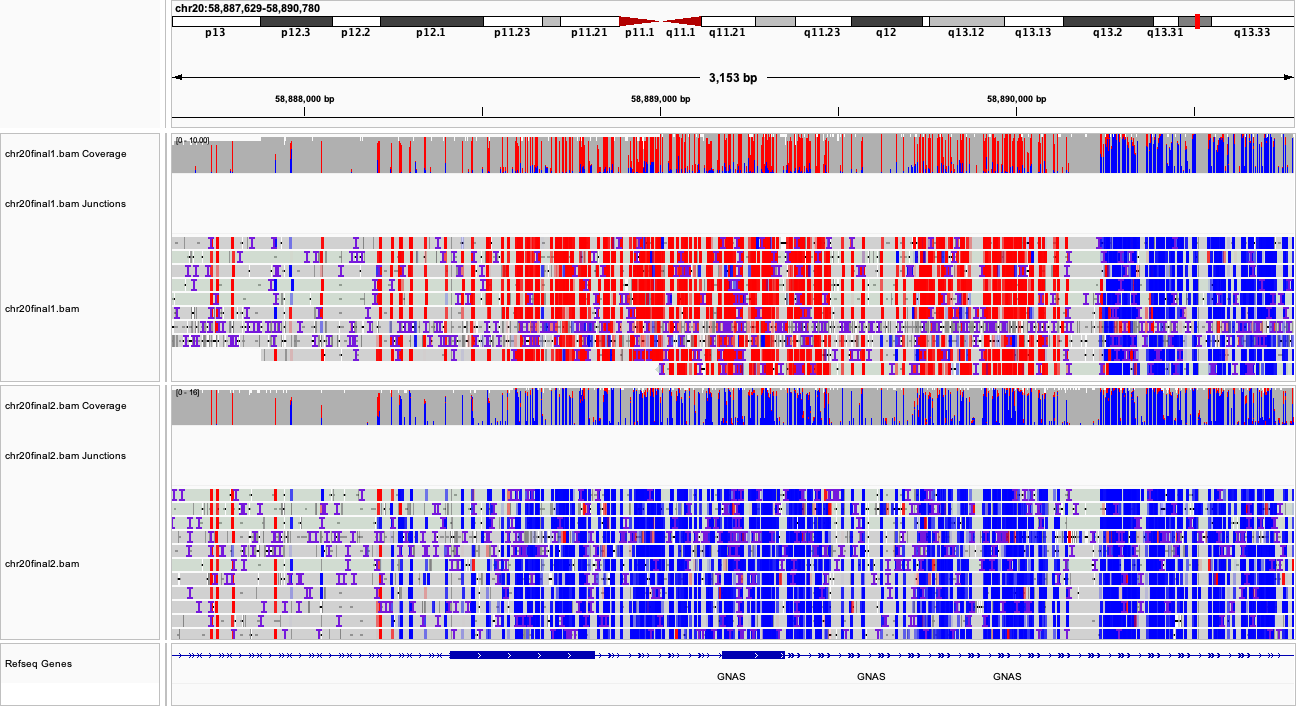 chr20:58,887,629-58,890,780
p13 p12.3 p12.2 p12.1 p11.23 p11.21 p11.1 q11.1 q11.21 q11.23 q12 q13.12 q13.13 q13.2 q13.31 q13.33
3,153 bp
58,888,000 bp 58,889,000 bp 58,890,000 bp
[0 - 10.00]
chr20final1.bam Coverage
chr20final1.bam Junctions
chr20final1.bam
[0 - 16]
chr20final2.bam Coverage
chr20final2.bam Junctions
chr20final2.bam
Refseq Genes
GNAS GNAS GNAS